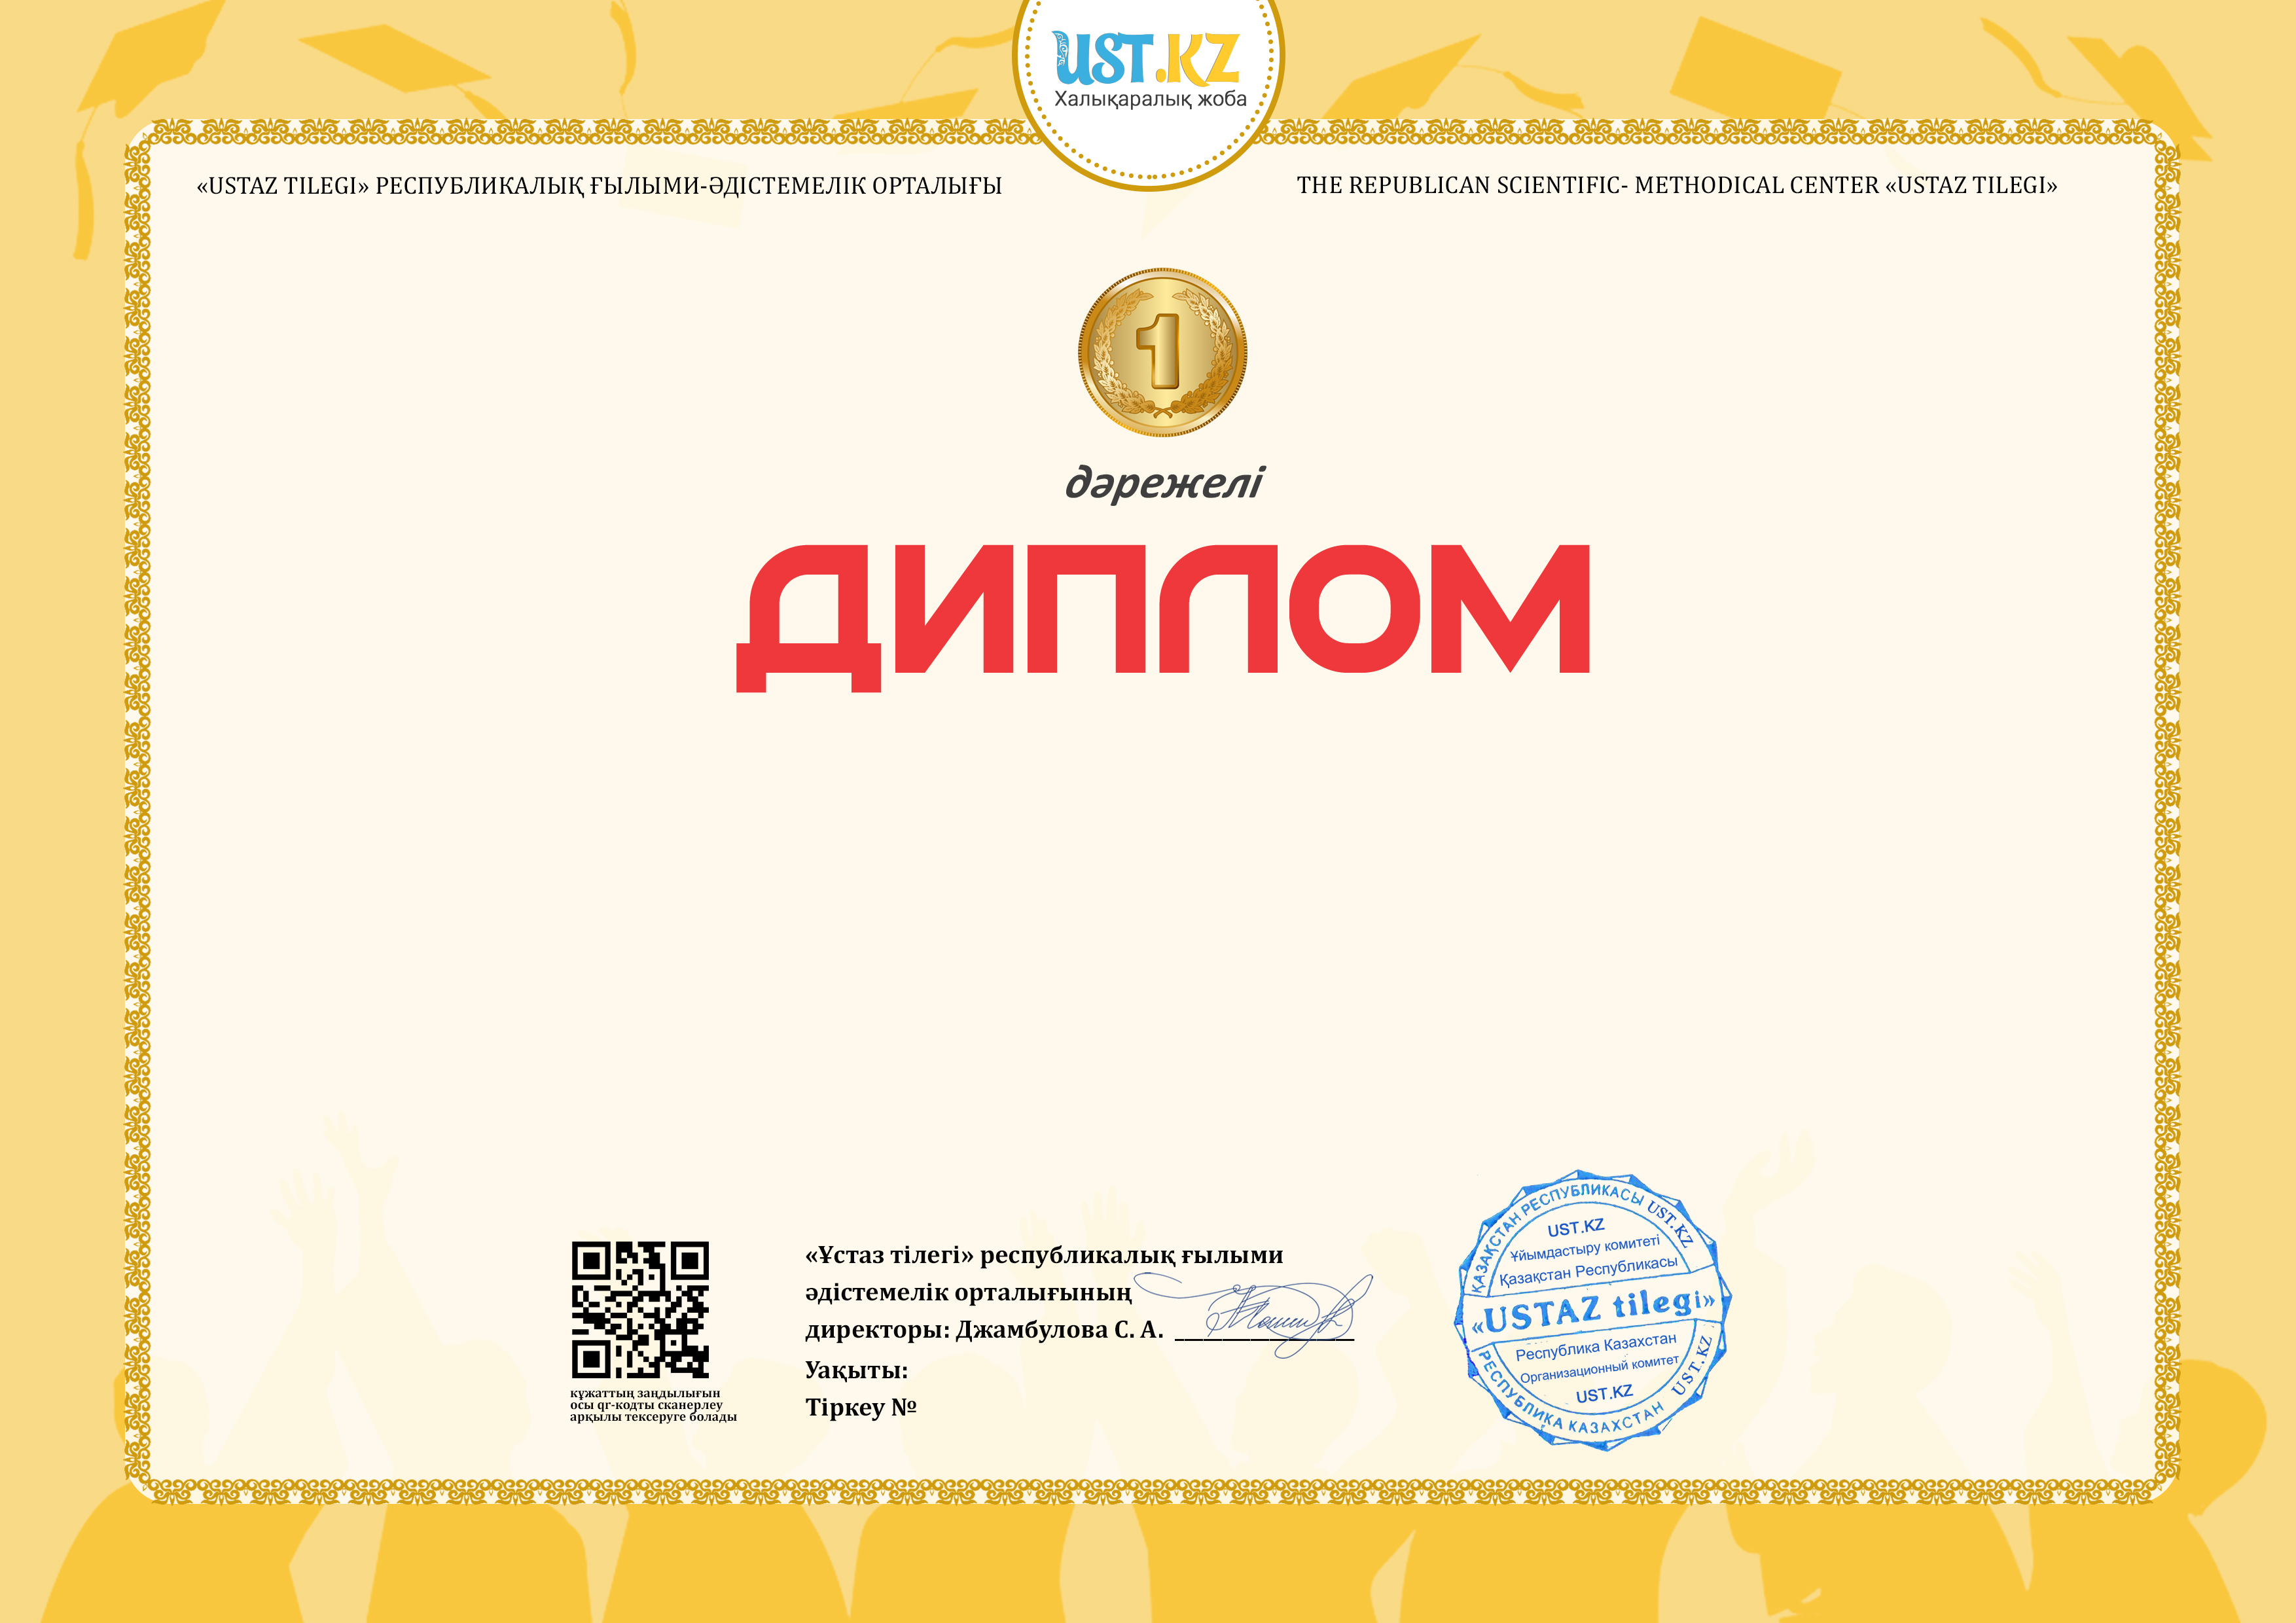 UST.KZ
Халықаралық жоба
«USTAZ TILEGI» РЕСПУБЛИКАЛЫҚ ҒЫЛЫМИ-ӘДІСТЕМЕЛІК ОРТАЛЫҒЫ
THE REPUBLICAN SCIENTIFIC- METHODICAL CENTER «USTAZ TILEGI»
1
дәрежелі
ДИПЛОМ
құжаттың заңдылығын
осы qr-кодты сканерлеу
арқылы тексеруге болады
«Ұстаз тілегі» республикалық ғылыми
әдістемелік орталығының
директоры: Джамбулова С. А.
Уақыты:
Тіркеу №
ҚАЗАҚСТАН РЕСПУБЛИКАСЫ UST.KZ
UST.KZ
Ұйымдастыру комитеті
Қазақстан Республикасы
«USTAZ tilegi»
Республика Казахстан
Организационный комитет
UST.KZ
РЕСПУБЛИКА КАЗАХСТАН UST.KZ